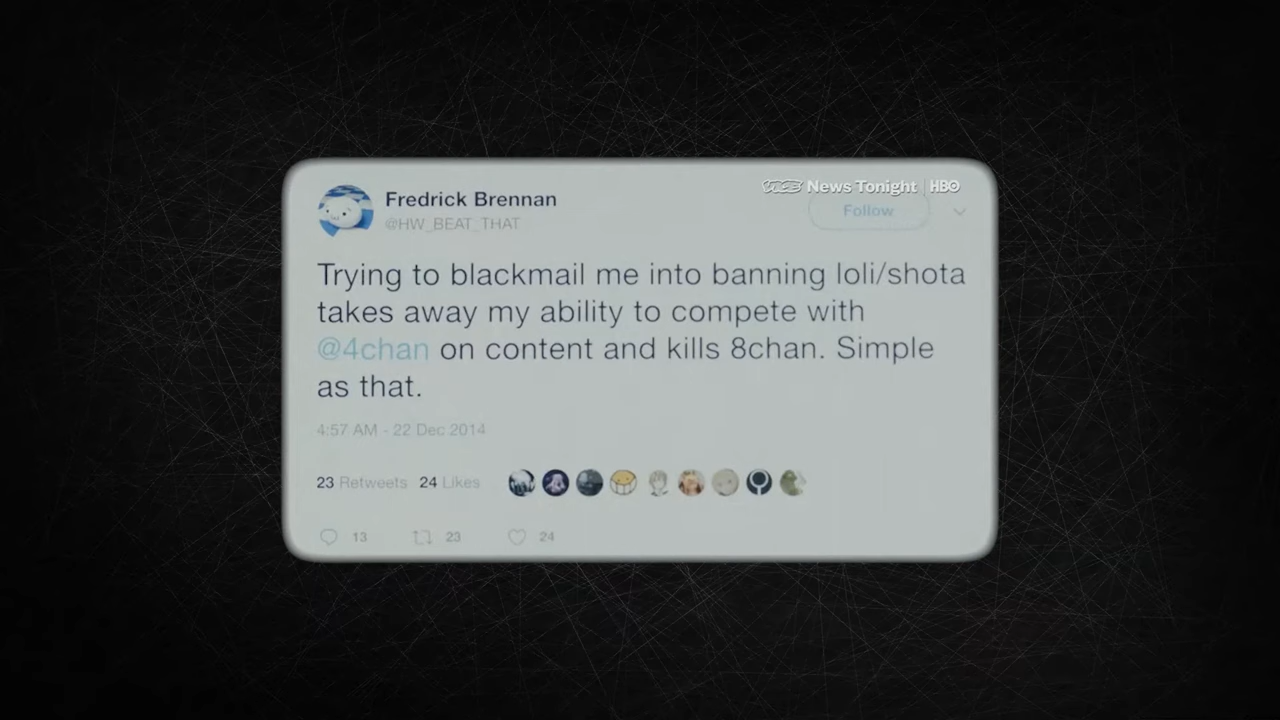 VICE News Tonight | HBO
Fredrick Brennan
@HW_BEAT_THAT
Follow
Trying to blackmail me into banning loli/shota
takes away my ability to compete with
@4chan on content and kills 8chan. Simple
as that.
4:57 AM - 22 Dec 2014
23 Retweets 24 Likes
13 23 24